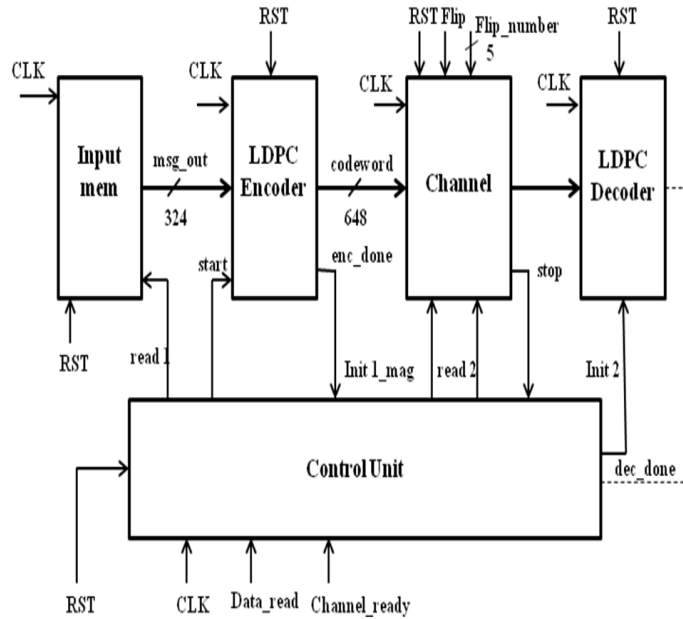 RST
RST Flip Flip_number
5
CLK
CLK
CLK
CLK
RST
Input mem
msg_out
324
LDPC Encoder
codeword
648
Channel
LDPC Decoder
start
enc_done
stop
RST
read 1
Init 1_mag
read 2
Init 2
Control Unit
dec_done
RST
CLK
Data_read
Channel_ready